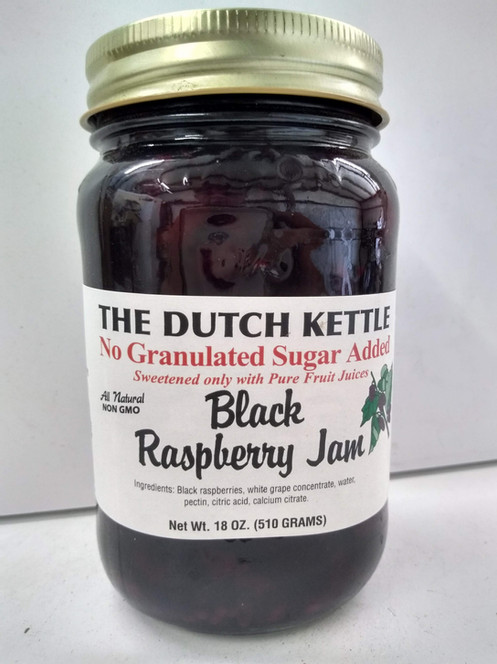 THE DUTCH KETTLE
No Granulated Sugar Added
Sweetened only with Pure Fruit Juices
All Natural
NON GMO
Black
Raspberry Jam
Ingredients: Black raspberries, white grape concentrate, water,
pectin, citric acid, calcium citrate.
Net Wt. 18 OZ. (510 GRAMS)